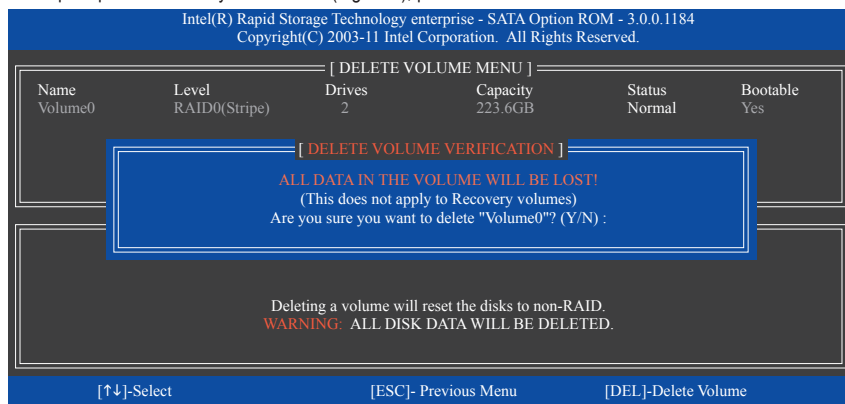 Intel(R) Rapid Storage Technology enterprise - SATA Option ROM - 3.0.0.1184
Copyright(C) 2003-11 Intel Corporation. All Rights Reserved.
[ DELETE VOLUME MENU ]
Name Level Drives Capacity Status Bootable
Volume0 RAID0(Stripe) 2 223.6GB Normal Yes
[ DELETE VOLUME VERIFICATION ]
ALL DATA IN THE VOLUME WILL BE LOST!
(This does not apply to Recovery volumes)
Are you sure you want to delete "Volume0"? (Y/N) :
Deleting a volume will reset the disks to non-RAID.
WARNING: ALL DISK DATA WILL BE DELETED.
[↑↓]-Select [ESC]- Previous Menu [DEL]-Delete Volume